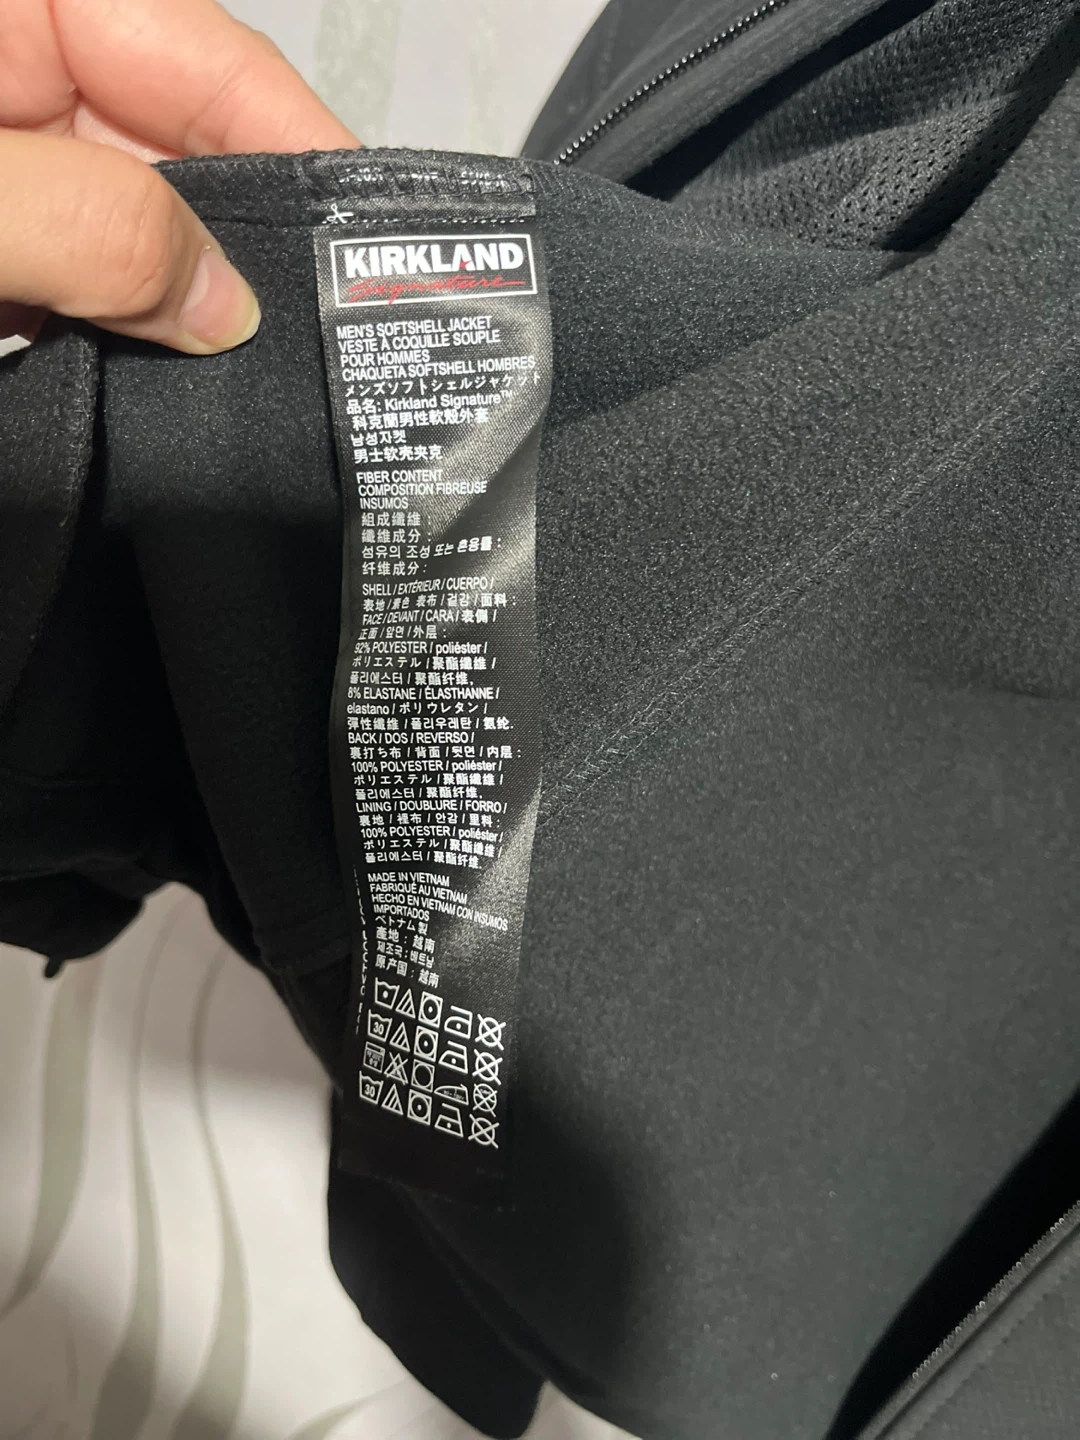 KIRKLAND
Signature
MEN'S SOFTSHELL JACKET
VESTE À COQUILLE SOUPLE
POUR HOMMES
CHAQUETA SOFTSHELL HOMBRES
メンズソフトシェルジャケット
品名: Kirkland Signature™
科克蘭男性軟殼外套
남성자켓
男士软壳夹克
FIBER CONTENT
COMPOSITION FIBREUSE
INSUMOS
組成纖維 :
纖維成分 :
섬유의 조성 또는 혼용률 :
纤维成分 :
SHELL / EXTÉRIEUR / CUERPO /
表地 / 素色 表布 / 겉감 / 面料 :
FACE / DEVANT / CARA / 表側 /
正面 / 앞면 / 外层 :
92% POLYESTER / poliéster /
ポリエステル / 聚酯纖維 /
폴리에스터 / 聚酯纤维,
8% ELASTANE / ÉLASTHANNE /
elastano / ポリウレタン /
彈性纖維 / 폴리우레탄 / 氨纶.
BACK / DOS / REVERSO /
裏打ち布 / 背面 / 뒷면 / 内层 :
100% POLYESTER / poliéster /
ポリエステル / 聚酯纖維 /
폴리에스터 / 聚酯纤维.
LINING / DOUBLURE / FORRO /
裏地 / 裡布 / 안감 / 里料 :
100% POLYESTER / poliéster /
ポリエステル / 聚酯纖維 /
폴리에스터 / 聚酯纤维.
MADE IN VIETNAM
FABRIQUÉ AU VIETNAM
HECHO EN VIETNAM CON INSUMOS
IMPORTADOS
ベトナム製
產地 : 越南
제조국 : 베트남
原产国 : 越南
30
30